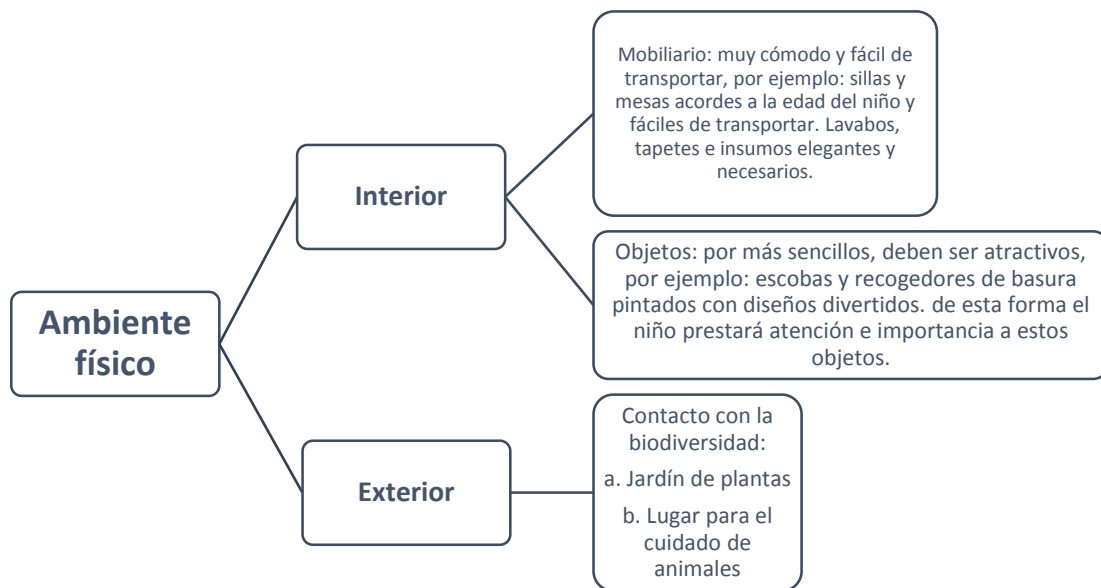 Ambiente
físico
Interior
Mobiliario: muy cómodo y fácil de
transportar, por ejemplo: sillas y
mesas acordes a la edad del niño y
fáciles de transportar. Lavabos,
tapetes e insumos elegantes y
necesarios.
Objetos: por más sencillos, deben ser atractivos,
por ejemplo: escobas y recogedores de basura
pintados con diseños divertidos. de esta forma el
niño prestará atención e importancia a estos
objetos.
Exterior
Contacto con la
biodiversidad:
a. Jardín de plantas
b. Lugar para el
cuidado de
animales